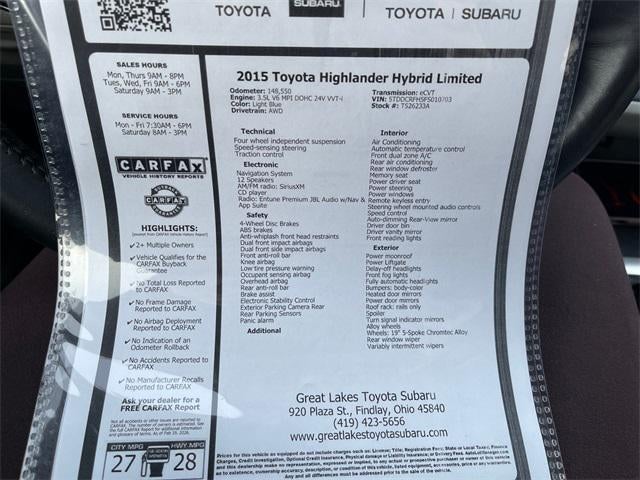 TOYOTA
SUBARU
TOYOTA | SUBARU
SALES HOURS
Mon, Thurs 9AM - 8PM
Tues, Wed, Fri 9AM - 6PM
Saturday 9AM - 3PM
SERVICE HOURS
Mon - Fri 7:30AM - 6PM
Saturday 8AM - 3PM
CARFAX
VEHICLE HISTORY REPORTS
CARFAX
HIGHLIGHTS:
✓ 2+ Multiple Owners
✓ Vehicle Qualifies for the
CARFAX Buyback
Guarantee
✓ No Total Loss Reported
to CARFAX
✓ No Frame Damage
Reported to CARFAX
✓ No Airbag Deployment
Reported to CARFAX
✓ No Indication of an
Odometer Rollback
✓ No Accidents Reported to
CARFAX
✓ No Manufacturer Recalls
Reported to CARFAX
Ask your dealer for a
FREE CARFAX Report
CITY MPG
27
HWY MPG
28
2015 Toyota Highlander Hybrid Limited
Odometer: 148,550
Engine: 3.5L V6 MPI DOHC 24V VVT-i
Color: Light Blue
Drivetrain: AWD
Transmission: eCVT
VIN: 5TDDCRFH5FS010703
Stock #: TS26233A
Technical
Four wheel independent suspension
Speed-sensing steering
Traction control
Electronic
Navigation System
12 Speakers
AM/FM radio: SiriusXM
CD player
Radio: Entune Premium JBL Audio w/Nav &
App Suite
Safety
4-Wheel Disc Brakes
ABS brakes
Anti-whiplash front head restraints
Dual front impact airbags
Dual front side impact airbags
Front anti-roll bar
Knee airbag
Low tire pressure warning
Occupant sensing airbag
Overhead airbag
Rear anti-roll bar
Brake assist
Electronic Stability Control
Exterior Parking Camera Rear
Rear Parking Sensors
Panic alarm
Additional
Interior
Air Conditioning
Automatic temperature control
Front dual zone A/C
Rear air conditioning
Rear window defroster
Memory seat
Power driver seat
Power steering
Power windows
Remote keyless entry
Steering wheel mounted audio controls
Speed control
Auto-dimming Rear-View mirror
Driver door bin
Driver vanity mirror
Front reading lights
Exterior
Power moonroof
Power Liftgate
Delay-off headlights
Front fog lights
Fully automatic headlights
Bumpers: body-color
Heated door mirrors
Power door mirrors
Roof rack: rails only
Spoiler
Turn signal indicator mirrors
Alloy wheels
Wheels: 19" 5-Spoke Chromtec Alloy
Rear window wiper
Variably intermittent wipers
Great Lakes Toyota Subaru
920 Plaza St., Findlay, Ohio 45840
(419) 423-5656
www.greatlakestoyotasubaru.com